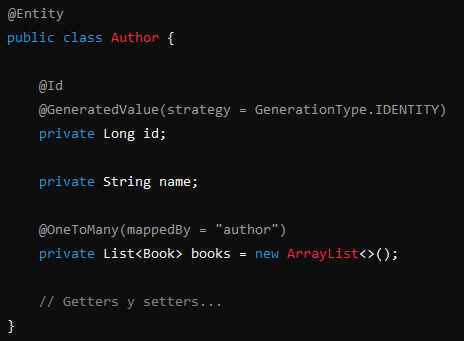 @Entity
public class Author {
@Id
@GeneratedValue(strategy = GenerationType.IDENTITY)
private Long id;
private String name;
@OneToMany(mappedBy = "author")
private List<Book> books = new ArrayList<>();
// Getters y setters...
}